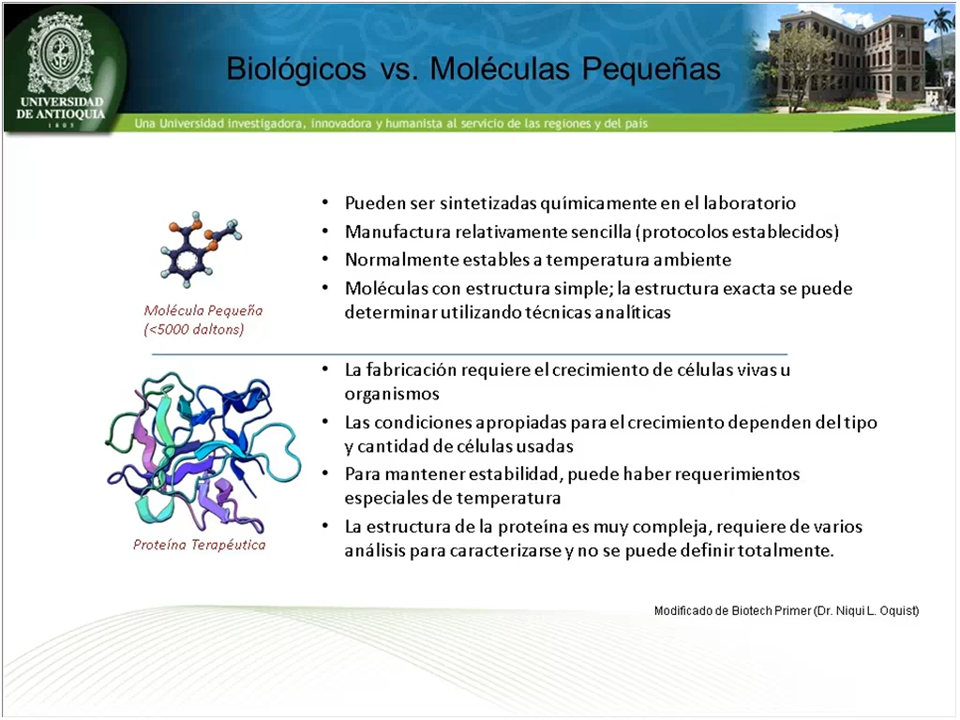 Biológicos vs. Moléculas Pequeñas
UNIVERSIDAD
DE ANTIOQUIA
1803
Una Universidad investigadora, innovadora y humanista al servicio de las regiones y del país
• Pueden ser sintetizadas químicamente en el laboratorio
• Manufactura relativamente sencilla (protocolos establecidos)
• Normalmente estables a temperatura ambiente
• Moléculas con estructura simple; la estructura exacta se puede
determinar utilizando técnicas analíticas
Molécula Pequeña
(<5000 daltons)
• La fabricación requiere el crecimiento de células vivas u
organismos
• Las condiciones apropiadas para el crecimiento dependen del tipo
y cantidad de células usadas
• Para mantener estabilidad, puede haber requerimientos
especiales de temperatura
• La estructura de la proteína es muy compleja, requiere de varios
análisis para caracterizarse y no se puede definir totalmente.
Proteína Terapéutica
Modificado de Biotech Primer (Dr. Niqui L. Oquist)